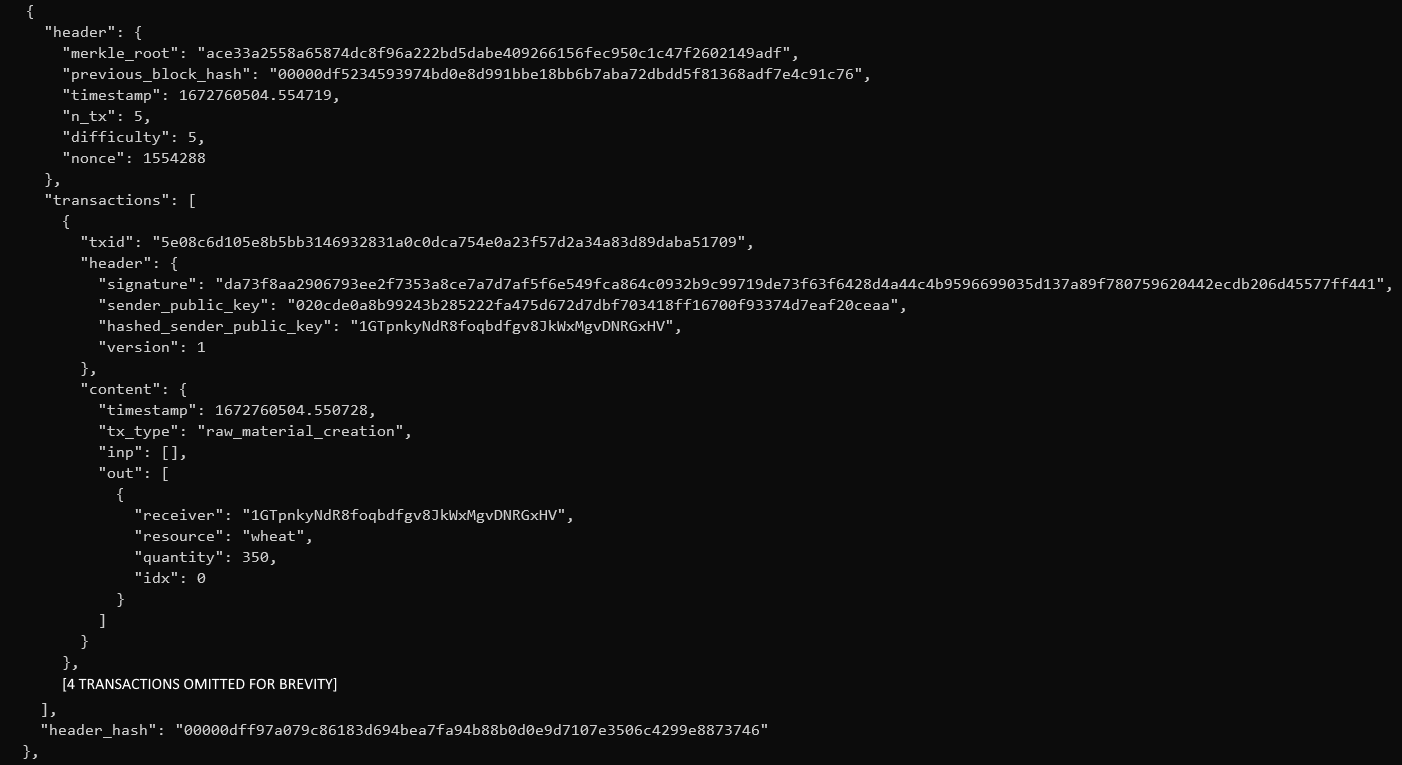 {
"header": {
"merkle_root": "ace33a2558a65874dc8f96a222bd5dabe409266156fec950c1c47f2602149adf",
"previous_block_hash": "00000df5234593974bd0e8d991bbe18bb6b7aba72dbdd5f81368adf7e4c91c76",
"timestamp": 1672760504.554719,
"n_tx": 5,
"difficulty": 5,
"nonce": 1554288
},
"transactions": [
{
"txid": "5e08c6d105e8b5bb3146932831a0c0dca754e0a23f57d2a34a83d89daba51709",
"header": {
"signature": "da73f8aa2906793ee2f7353a8ce7a7d7af5f6e549fca864c0932b9c99719de73f63f6428d4a44c4b9596699035d137a89f780759620442ecdb206d45577ff441",
"sender_public_key": "020cde0a8b99243b285222fa475d672d7dbf703418ff16700f93374d7eaf20ceaa",
"hashed_sender_public_key": "1GTpnkyNdR8foqbdfgv8JkWxMgvDNRGxHV",
"version": 1
},
"content": {
"timestamp": 1672760504.550728,
"tx_type": "raw_material_creation",
"inp": [],
"out": [
{
"receiver": "1GTpnkyNdR8foqbdfgv8JkWxMgvDNRGxHV",
"resource": "wheat",
"quantity": 350,
"idx": 0
}
]
}
},
[4 TRANSACTIONS OMITTED FOR BREVITY]
],
"header_hash": "00000dff97a079c86183d694bea7fa94b88b0d0e9d7107e3506c4299e8873746"
},